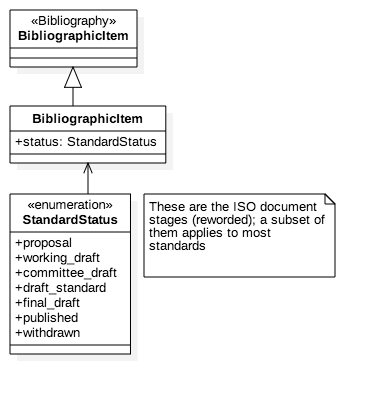 «Bibliography»
BibliographicItem
BibliographicItem
+status: StandardStatus
«enumeration»
StandardStatus
+proposal
+working_draft
+committee_draft
+draft_standard
+final_draft
+published
+withdrawn
These are the ISO document
stages (reworded); a subset of
them applies to most
standards